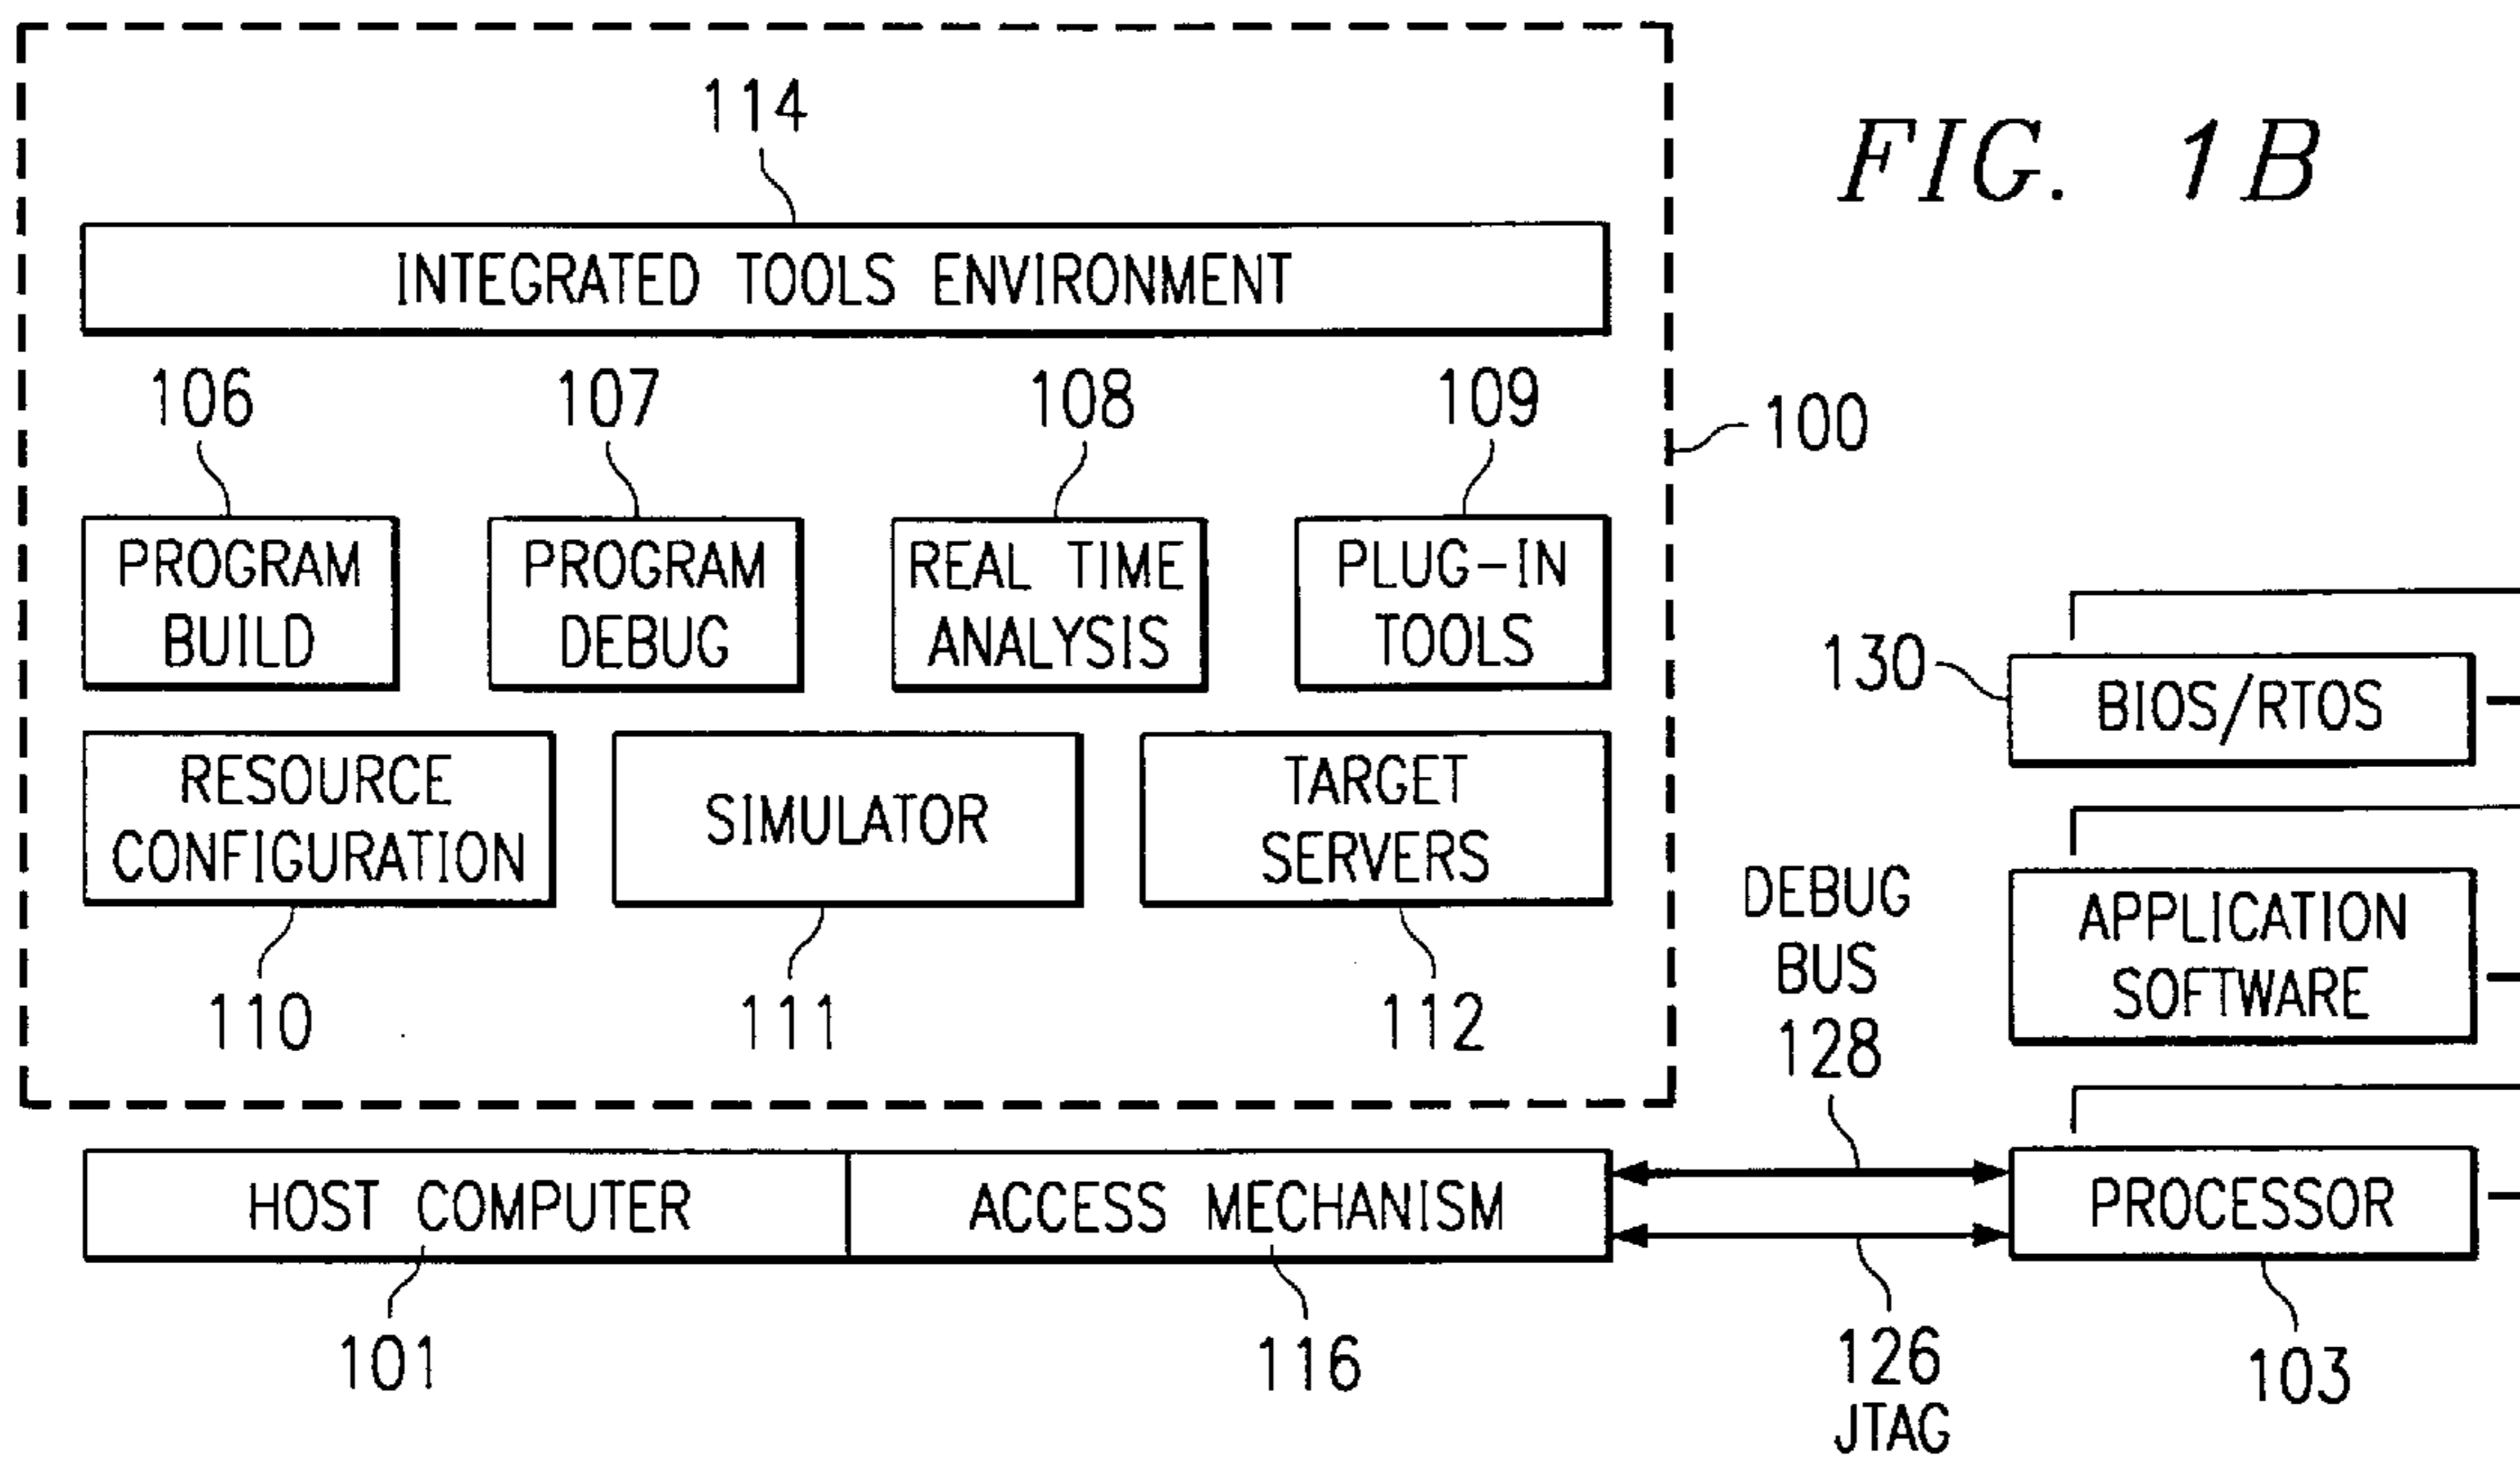 114
FIG. 1B
INTEGRATED TOOLS ENVIRONMENT
106
107
108
109
100
PROGRAM
BUILD
PROGRAM
DEBUG
REAL TIME
ANALYSIS
PLUG-IN
TOOLS
130
BIOS/RTOS
RESOURCE
CONFIGURATION
SIMULATOR
TARGET
SERVERS
110
111
112
DEBUG
BUS
128
APPLICATION
SOFTWARE
HOST COMPUTER
ACCESS MECHANISM
PROCESSOR
101
116
126
JTAG
103